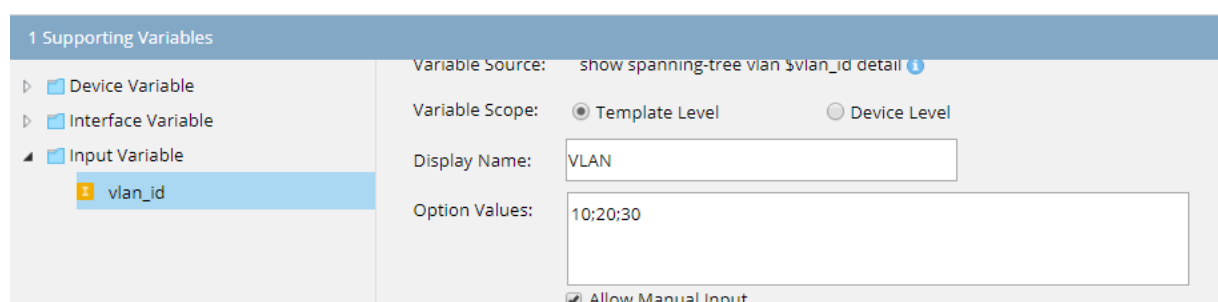 1 Supporting Variables
Variable Source: show spanning-tree vlan $vlan_id detail
Device Variable
Variable Scope: Template Level Device Level
Interface Variable
Input Variable
Display Name: VLAN
vlan_id
Option Values: 10;20;30
Allow Manual Input